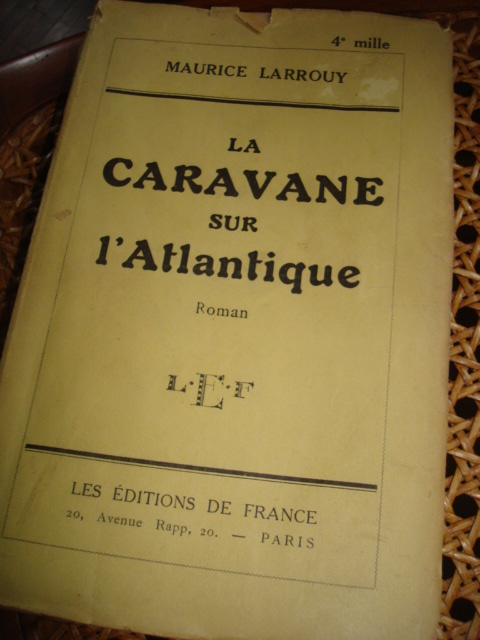 4e mille
MAURICE LARROUY
LA
CARAVANE
SUR
l'Atlantique
Roman
L·E·F
LES ÉDITIONS DE FRANCE
20, Avenue Rapp, 20. — PARIS